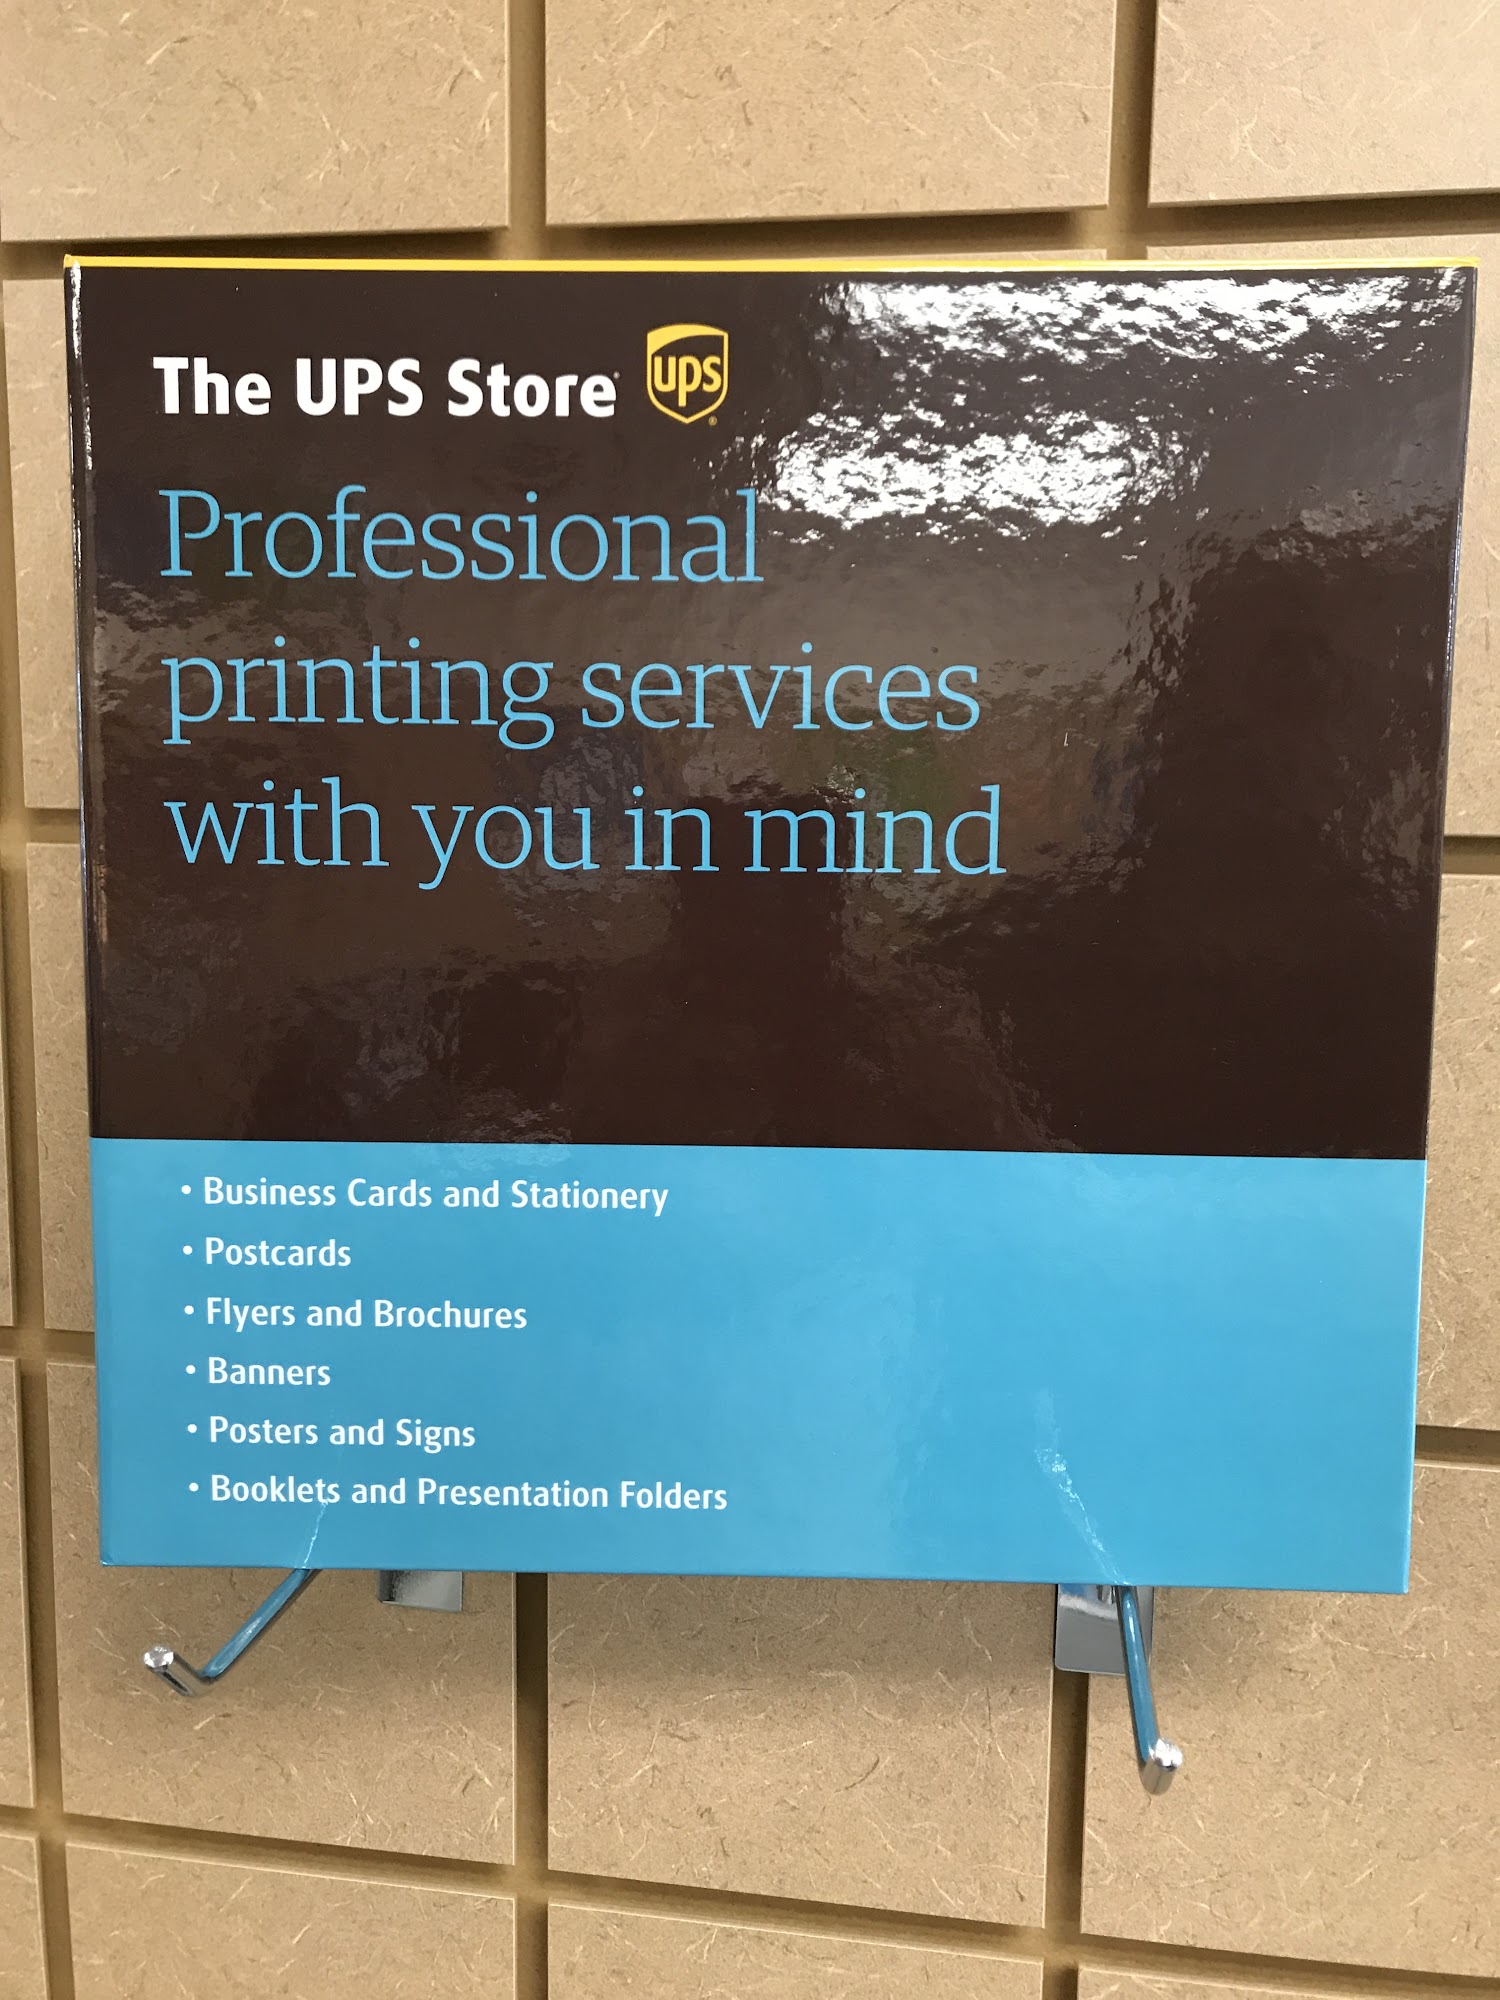 The UPS Store ups
Professional
printing services
with you in mind
• Business Cards and Stationery
• Postcards
• Flyers and Brochures
• Banners
• Posters and Signs
• Booklets and Presentation Folders